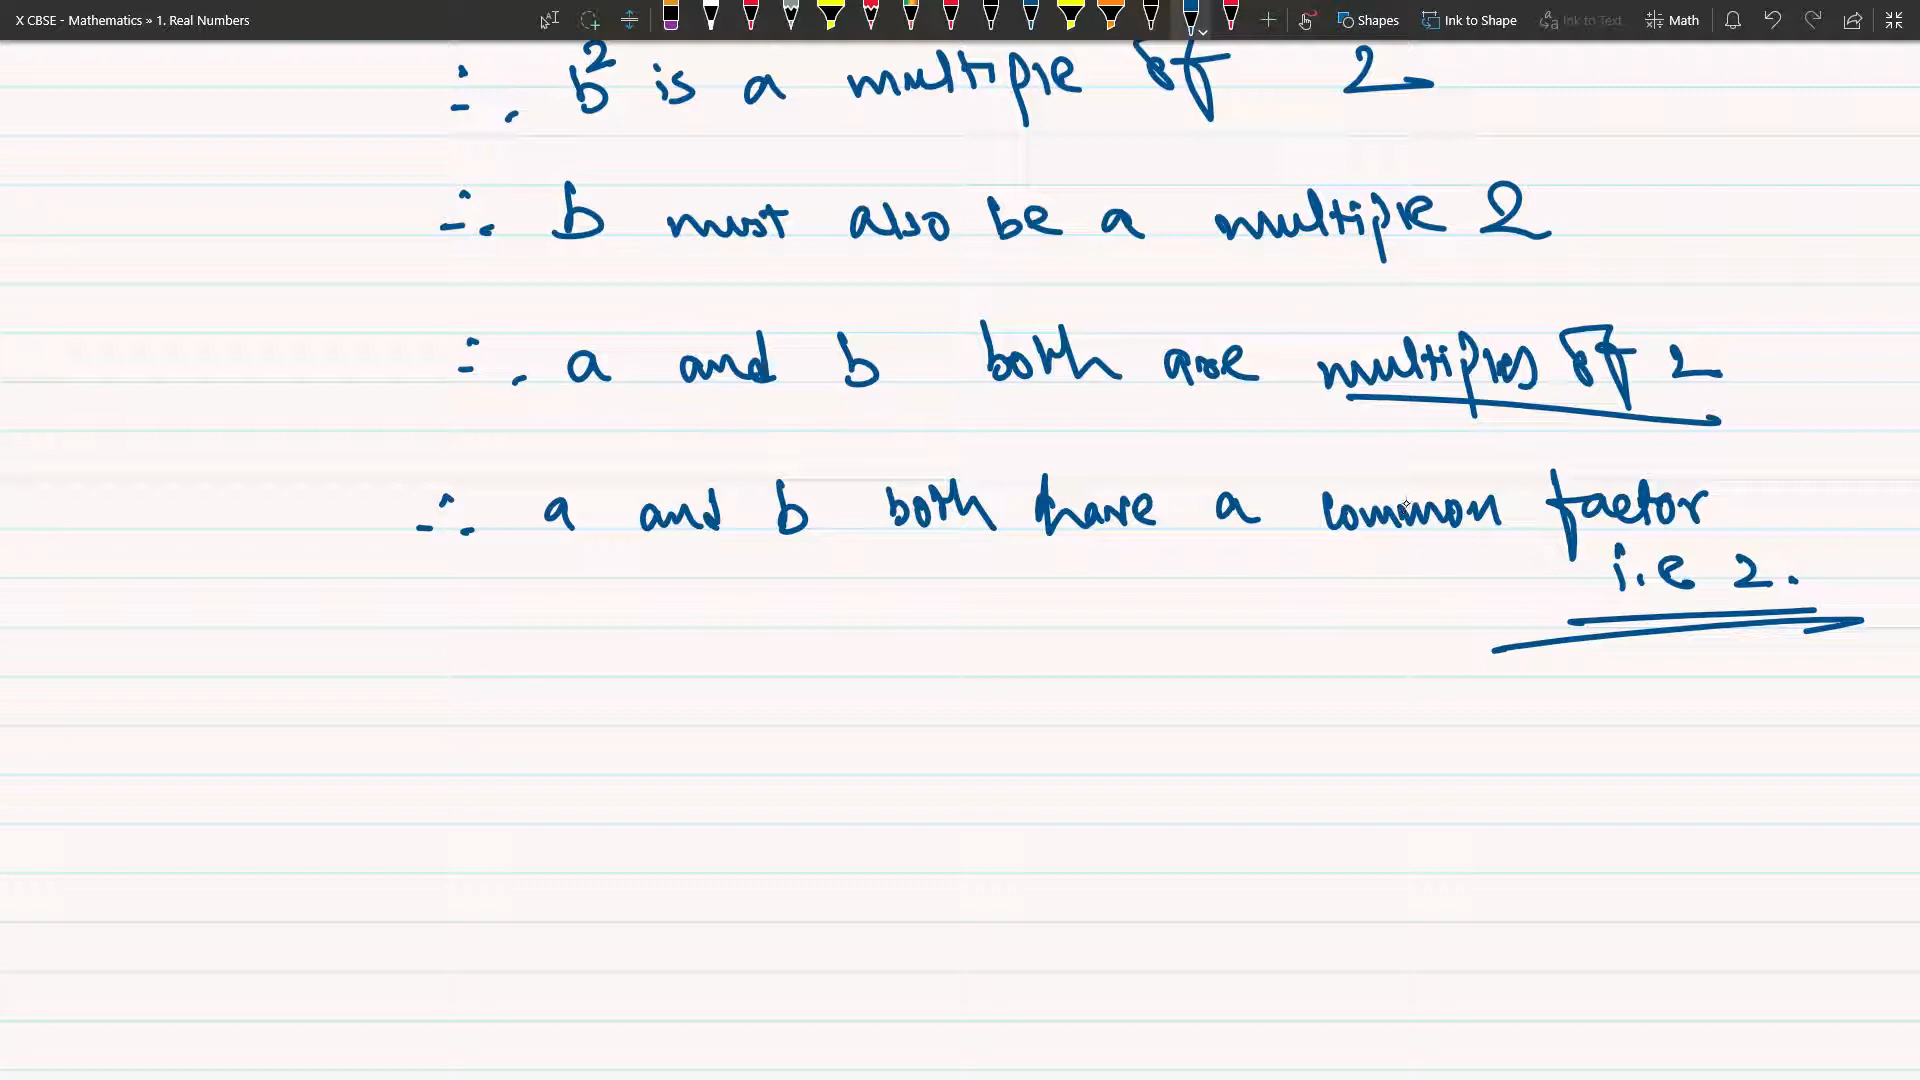 X CBSE - Mathematics » 1. Real Numbers
Shapes Ink to Shape Ink to Text Math
∴ b² is a multiple of 2
∴ b must also be a multiple 2
∴ a and b both are multiples of 2
∴ a and b both have a common factor
i.e 2.